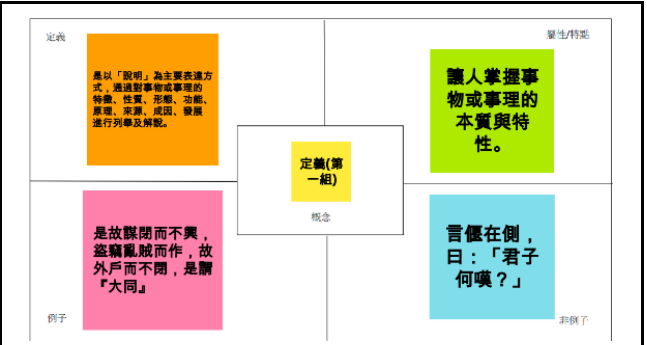 定義
屬性/特點
是以「說明」為主要表達方
式，通過對事物或事理的
特徵、性質、形態、功能、
原理、來源、成因、發展
進行列舉及解說。
讓人掌握事
物或事理的
本質與特
性。
定義(第
一組)
概念
是故謀閉而不興，
盜竊亂賊而作，故
外戶而不閉，是謂
『大同』
言偃在側，
曰：「君子
何嘆？」
例子
非例子